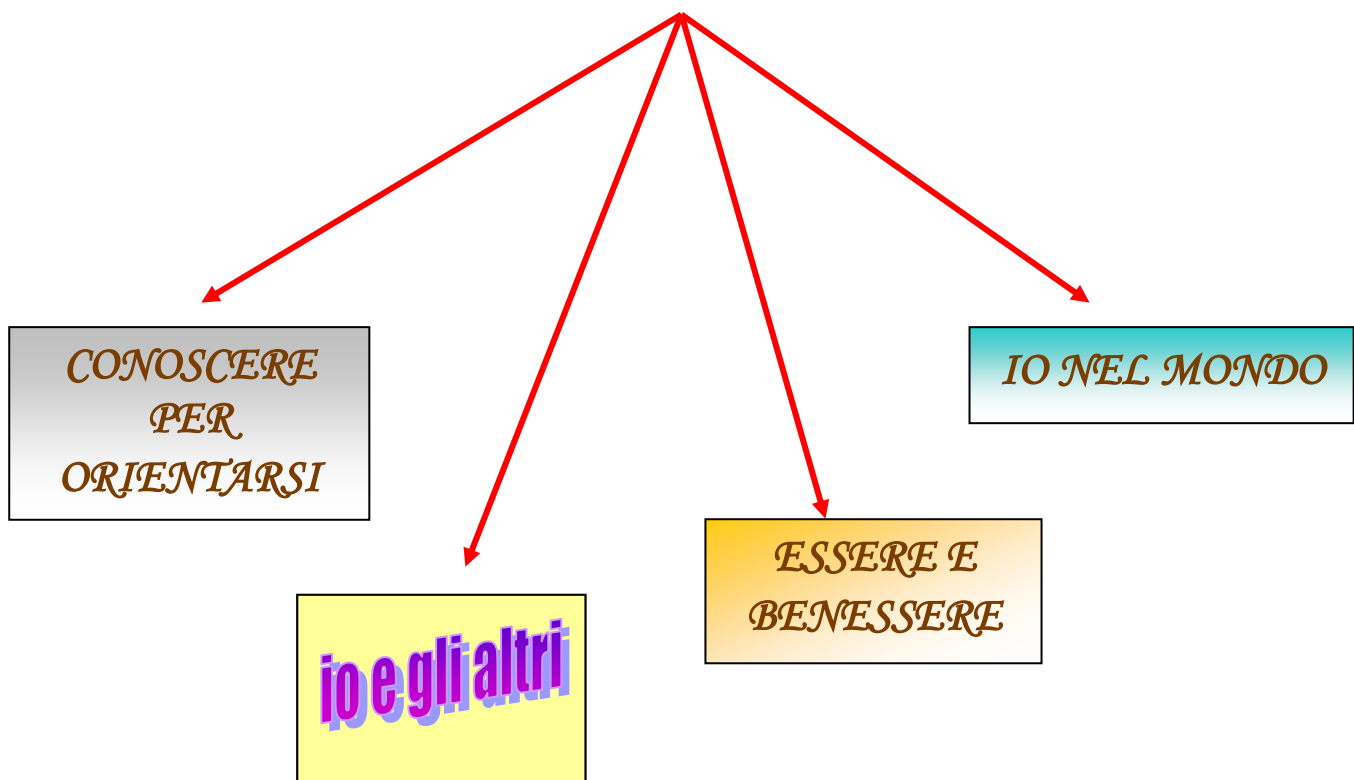 CONOSCERE
PER
ORIENTARSI
IO NEL MONDO
ESSERE E
BENESSERE
io e gli altri